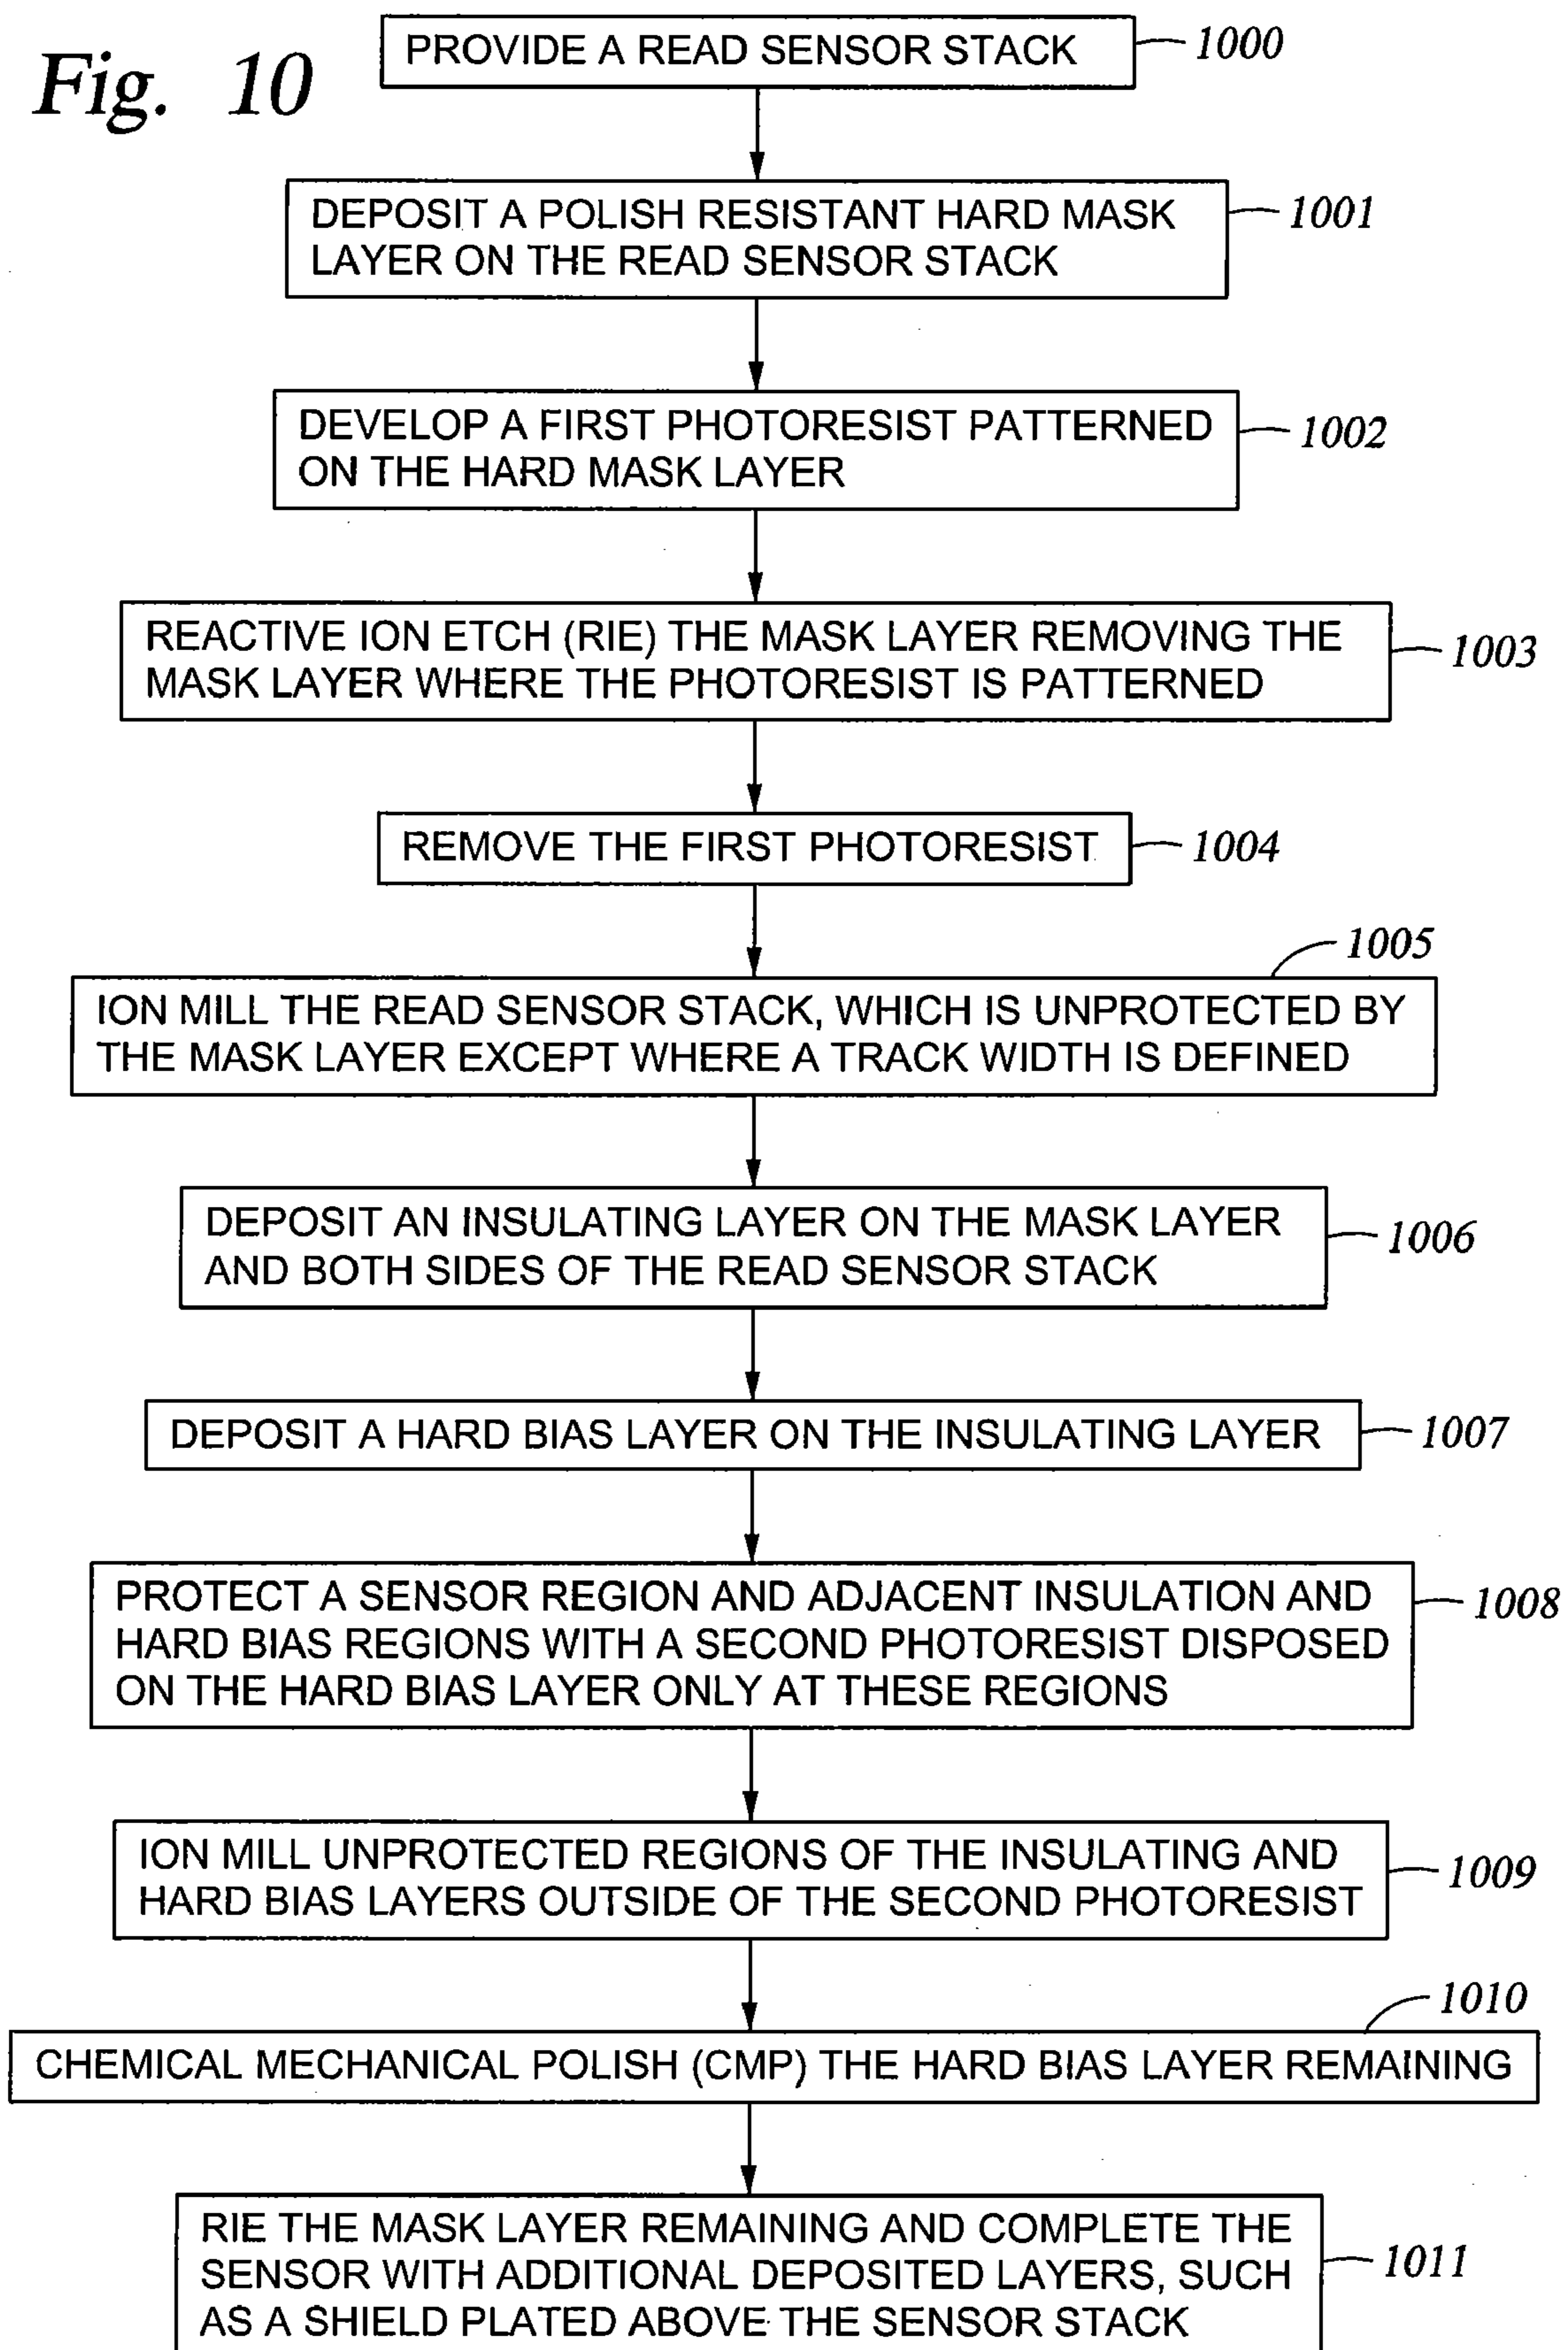 Fig. 10
PROVIDE A READ SENSOR STACK
1000
DEPOSIT A POLISH RESISTANT HARD MASK
LAYER ON THE READ SENSOR STACK
1001
DEVELOP A FIRST PHOTORESIST PATTERNED
ON THE HARD MASK LAYER
1002
REACTIVE ION ETCH (RIE) THE MASK LAYER REMOVING THE
MASK LAYER WHERE THE PHOTORESIST IS PATTERNED
1003
REMOVE THE FIRST PHOTORESIST
1004
1005
ION MILL THE READ SENSOR STACK, WHICH IS UNPROTECTED BY
THE MASK LAYER EXCEPT WHERE A TRACK WIDTH IS DEFINED
DEPOSIT AN INSULATING LAYER ON THE MASK LAYER
AND BOTH SIDES OF THE READ SENSOR STACK
1006
DEPOSIT A HARD BIAS LAYER ON THE INSULATING LAYER
1007
PROTECT A SENSOR REGION AND ADJACENT INSULATION AND
HARD BIAS REGIONS WITH A SECOND PHOTORESIST DISPOSED
ON THE HARD BIAS LAYER ONLY AT THESE REGIONS
1008
ION MILL UNPROTECTED REGIONS OF THE INSULATING AND
HARD BIAS LAYERS OUTSIDE OF THE SECOND PHOTORESIST
1009
1010
CHEMICAL MECHANICAL POLISH (CMP) THE HARD BIAS LAYER REMAINING
RIE THE MASK LAYER REMAINING AND COMPLETE THE
SENSOR WITH ADDITIONAL DEPOSITED LAYERS, SUCH
AS A SHIELD PLATED ABOVE THE SENSOR STACK
1011